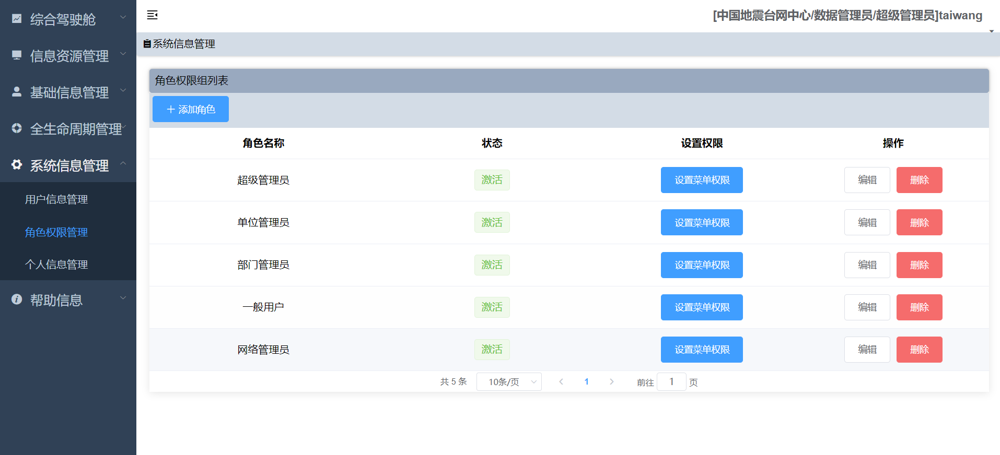 综合驾驶舱
信息资源管理
基础信息管理
全生命周期管理
系统信息管理
用户信息管理
角色权限管理
个人信息管理
帮助信息
[中国地震台网中心/数据管理员/超级管理员]taiwang
系统信息管理
角色权限组列表
添加角色
角色名称 状态 设置权限 操作
超级管理员 激活 设置菜单权限 编辑 删除
单位管理员 激活 设置菜单权限 编辑 删除
部门管理员 激活 设置菜单权限 编辑 删除
一般用户 激活 设置菜单权限 编辑 删除
网络管理员 激活 设置菜单权限 编辑 删除
共 5 条 10条/页 1 前往 1 页